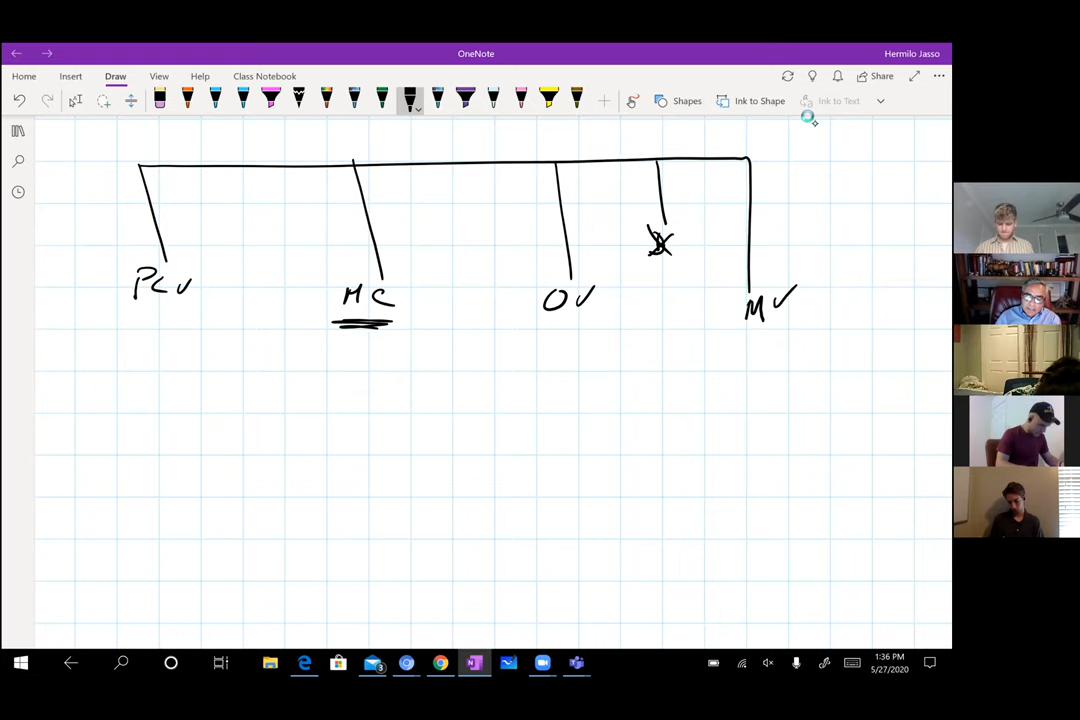 OneNote
Hermilo Jasso
Home Insert Draw View Help Class Notebook
Share
Shapes Ink to Shape Ink to Text
PC ✓
MC
O ✓
M ✓
3
1:36 PM
5/27/2020